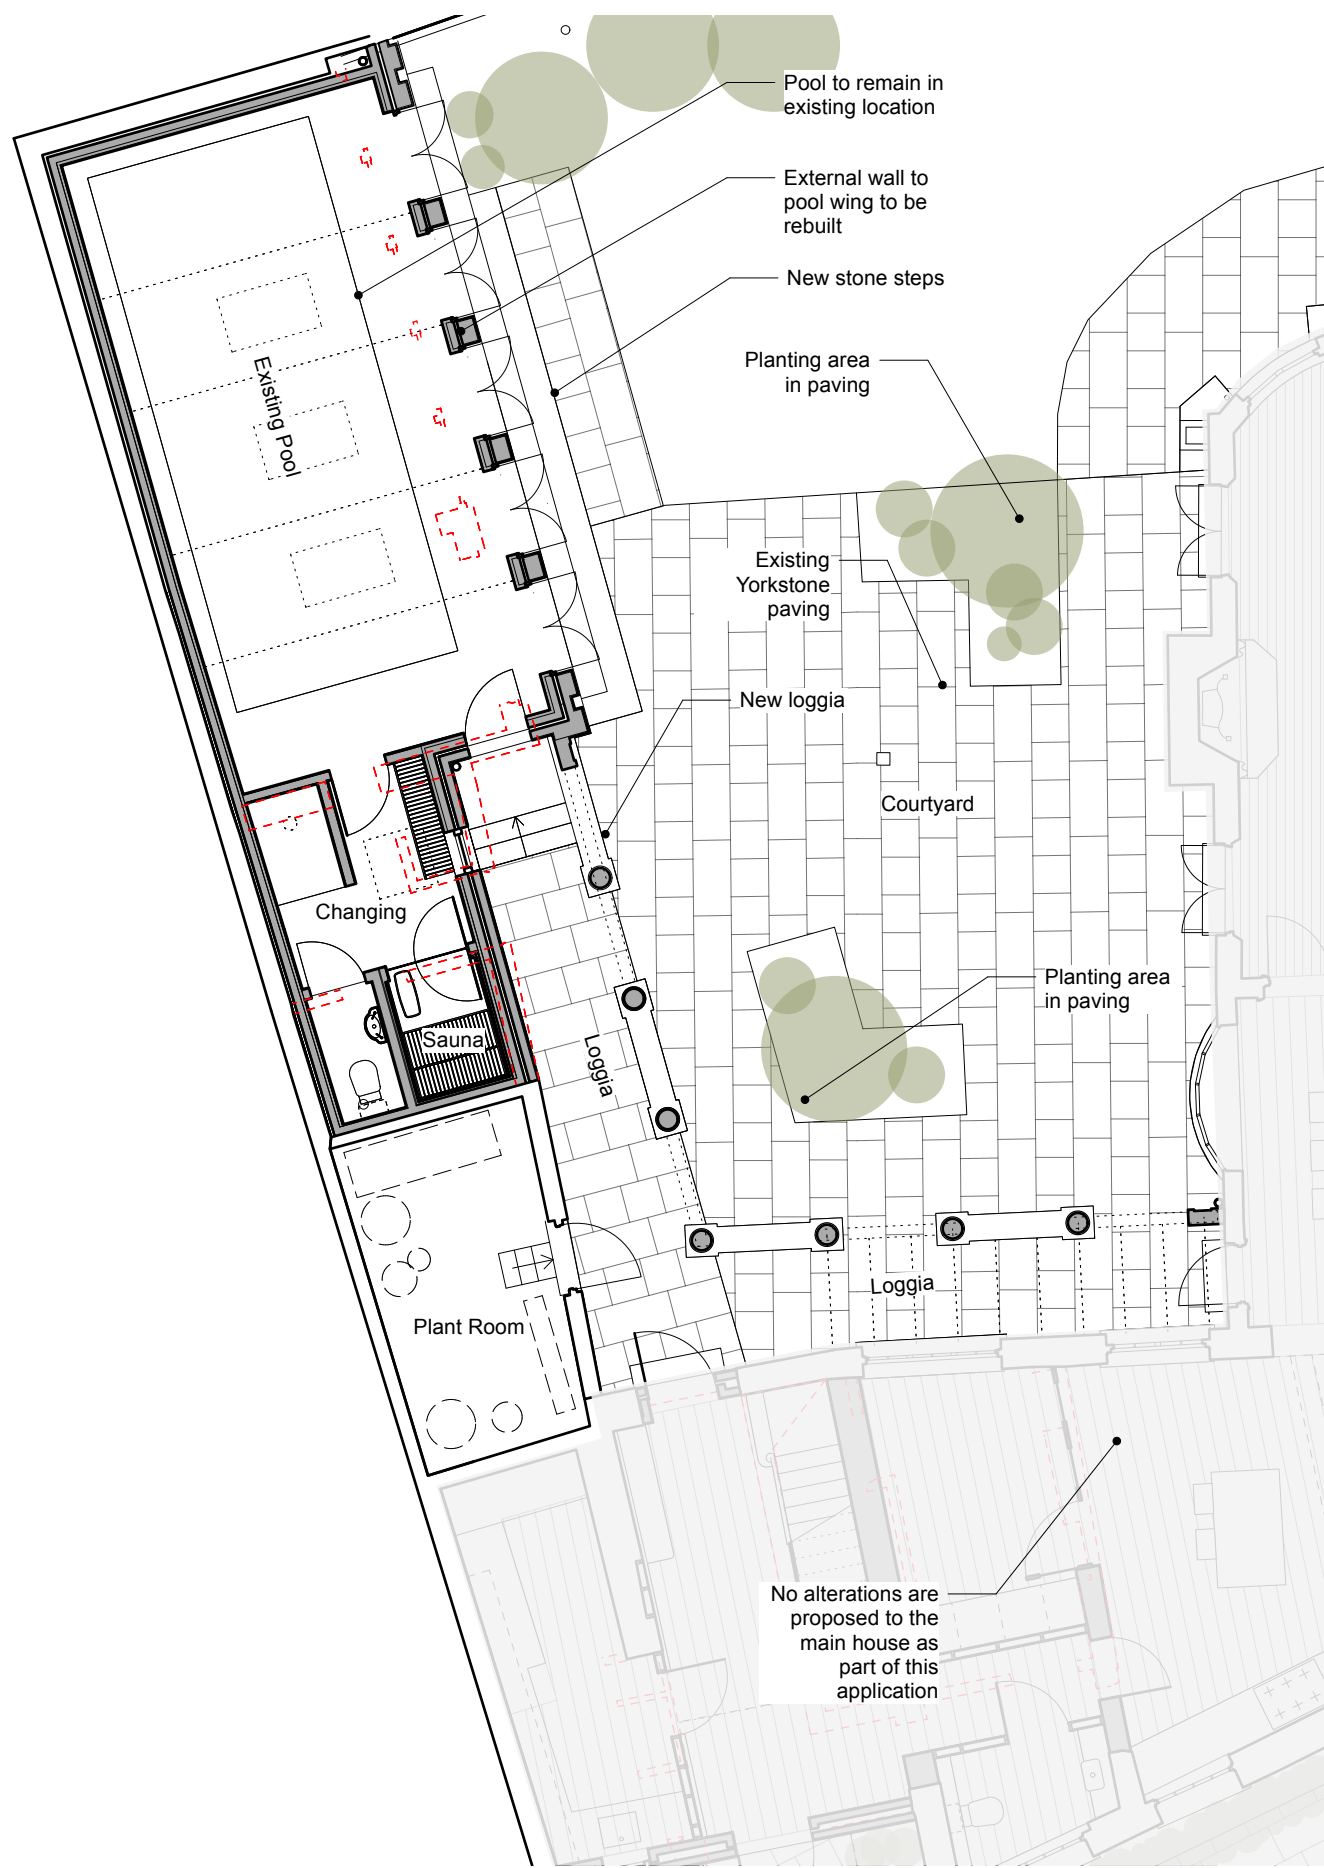 Pool to remain in
existing location
External wall to
pool wing to be
rebuilt
New stone steps
Planting area
in paving
Existing Pool
Existing
Yorkstone
paving
New loggia
Courtyard
Changing
Planting area
in paving
Sauna
Loggia
Loggia
Plant Room
No alterations are
proposed to the
main house as
part of this
application